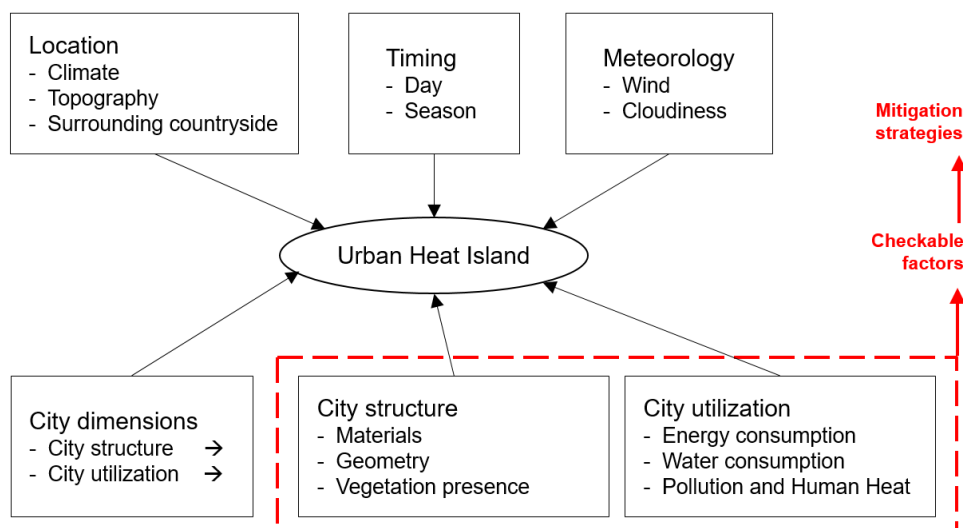 Location
- Climate
- Topography
- Surrounding countryside
Timing
- Day
- Season
Meteorology
- Wind
- Cloudiness
Mitigation
strategies
Urban Heat Island
Checkable
factors
City dimensions
- City structure →
- City utilization →
City structure
- Materials
- Geometry
- Vegetation presence
City utilization
- Energy consumption
- Water consumption
- Pollution and Human Heat